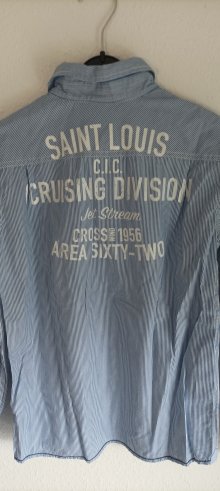 SAINT LOUIS
C.I.C.
CRUISING DIVISION
Jet Stream
CROSS 1956
AREA SIXTY-TWO